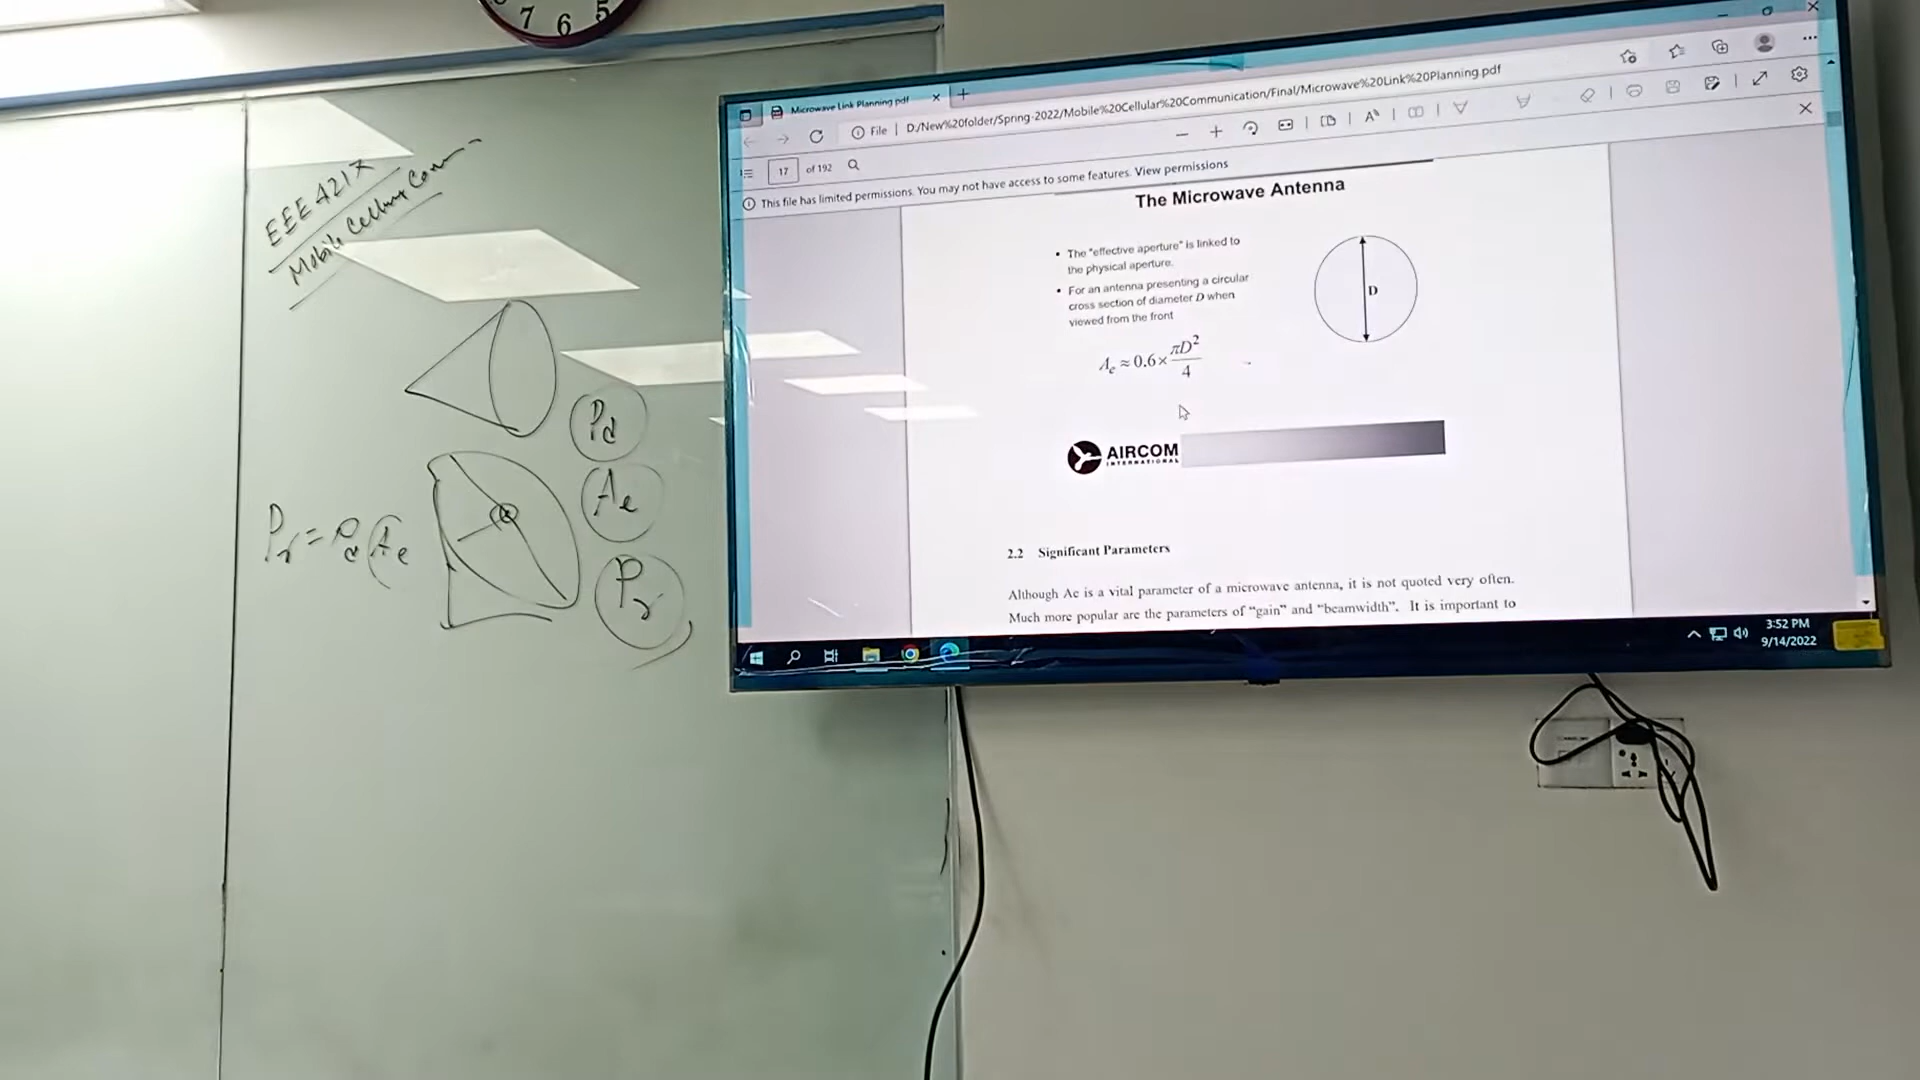 7 6 5
EEE 421X
Mobile Cellular Comm
Pd
Ae
Pr = Pd Ae
Pr
Microwave Link Planning.pdf
File | D:/New%20folder/Spring-2022/Mobile%20Cellular%20Communication/Final/Microwave%20Link%20Planning.pdf
17 of 192
This file has limited permissions. You may not have access to some features. View permissions
The Microwave Antenna
• The "effective aperture" is linked to
the physical aperture.
• For an antenna presenting a circular
cross section of diameter D when
viewed from the front
D
Ae ≈ 0.6 × πD²/4
AIRCOM
INTERNATIONAL
2.2 Significant Parameters
Although Ae is a vital parameter of a microwave antenna, it is not quoted very often.
Much more popular are the parameters of “gain” and “beamwidth”. It is important to
3:52 PM
9/14/2022